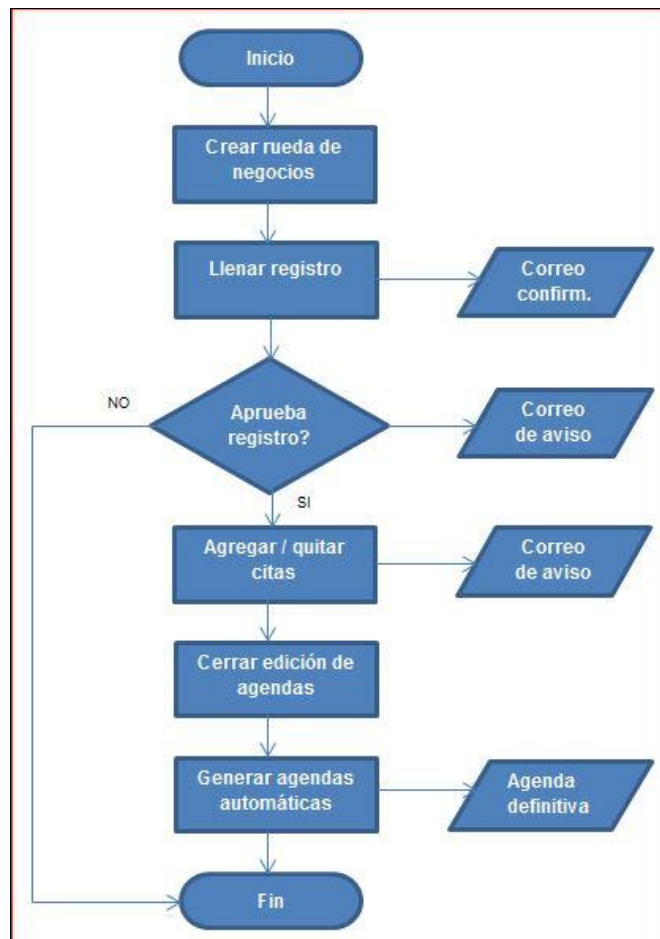 Inicio
Crear rueda de
negocios
Llenar registro
Correo
confirm.
NO
Aprueba
registro?
Correo
de aviso
SI
Agregar / quitar
citas
Correo
de aviso
Cerrar edición de
agendas
Generar agendas
automáticas
Agenda
definitiva
Fin